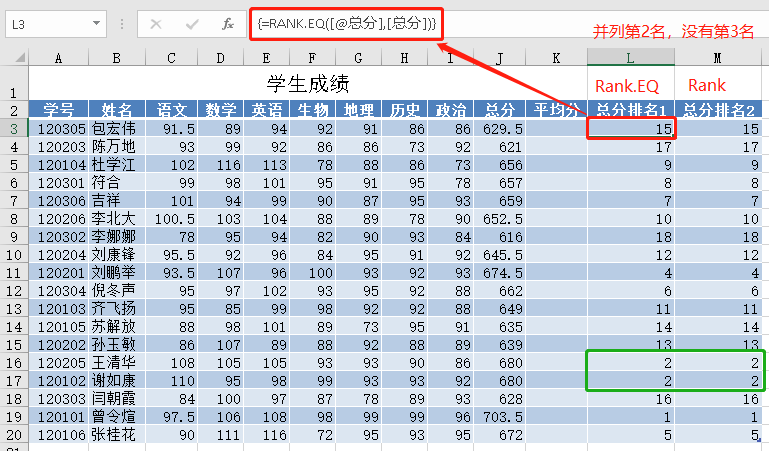 L3 fx {=RANK.EQ([@总分],[总分])}
并列第2名，没有第3名
A B C D E F G H I J K L M
1 学生成绩 Rank.EQ Rank
2 学号 姓名 语文 数学 英语 生物 地理 历史 政治 总分 平均分 总分排名1 总分排名2
3 120305 包宏伟 91.5 89 94 92 91 86 86 629.5 15 15
4 120203 陈万地 93 99 92 86 86 73 92 621 17 17
5 120104 杜学江 102 116 113 78 88 86 73 656 9 9
6 120301 符合 99 98 101 95 91 95 78 657 8 8
7 120306 吉祥 101 94 99 90 87 95 93 659 7 7
8 120206 李北大 100.5 103 104 88 89 78 90 652.5 10 10
9 120302 李娜娜 78 95 94 82 90 93 84 616 18 18
10 120204 刘康锋 95.5 92 96 84 95 91 92 645.5 12 12
11 120201 刘鹏举 93.5 107 96 100 93 92 93 674.5 4 4
12 120304 倪冬声 95 97 102 93 95 92 88 662 6 6
13 120103 齐飞扬 95 85 99 98 92 92 88 649 11 11
14 120105 苏解放 88 98 101 89 73 95 91 635 14 14
15 120202 孙玉敏 86 107 89 88 92 88 89 639 13 13
16 120205 王清华 108 105 105 93 93 90 86 680 2 2
17 120102 谢如康 110 95 98 99 93 93 92 680 2 2
18 120303 闫朝霞 84 100 97 87 78 89 93 628 16 16
19 120101 曾令煊 97.5 106 108 98 99 99 96 703.5 1 1
20 120106 张桂花 90 111 116 72 95 93 95 672 5 5